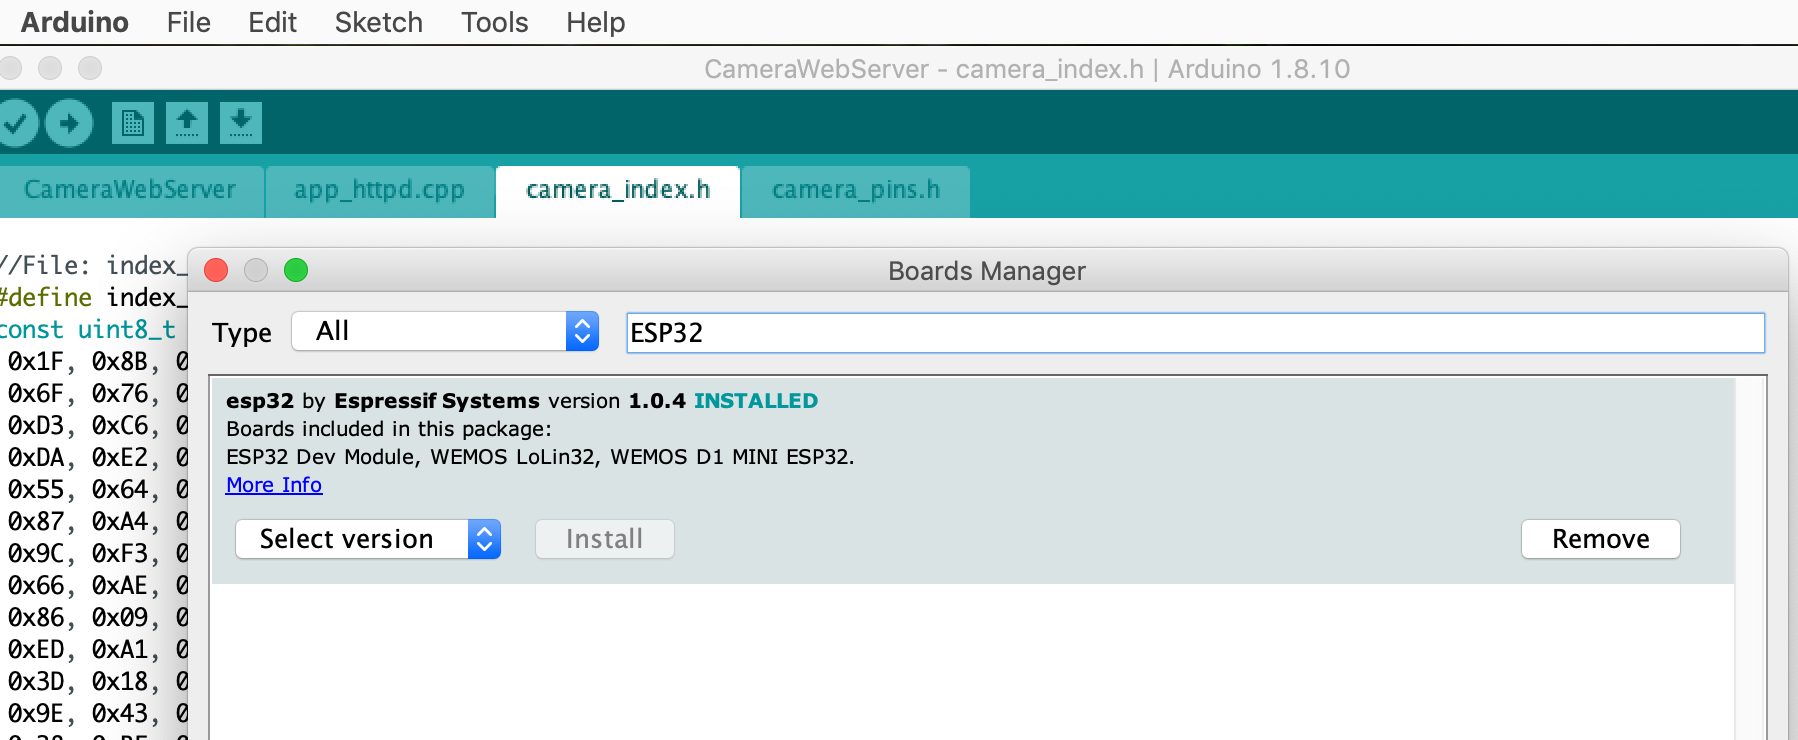 Arduino File Edit Sketch Tools Help
CameraWebServer - camera_index.h | Arduino 1.8.10
CameraWebServer app_httpd.cpp camera_index.h camera_pins.h
//File: index_
#define index_
const uint8_t
0x1F, 0x8B, 0
0x6F, 0x76, 0
0xD3, 0xC6, 0
0xDA, 0xE2, 0
0x55, 0x64, 0
0x87, 0xA4, 0
0x9C, 0xF3, 0
0x66, 0xAE, 0
0x86, 0x09, 0
0xED, 0xA1, 0
0x3D, 0x18, 0
0x9E, 0x43, 0
Boards Manager
Type All ESP32
esp32 by Espressif Systems version 1.0.4 INSTALLED
Boards included in this package:
ESP32 Dev Module, WEMOS LoLin32, WEMOS D1 MINI ESP32.
More Info
Select version Install Remove